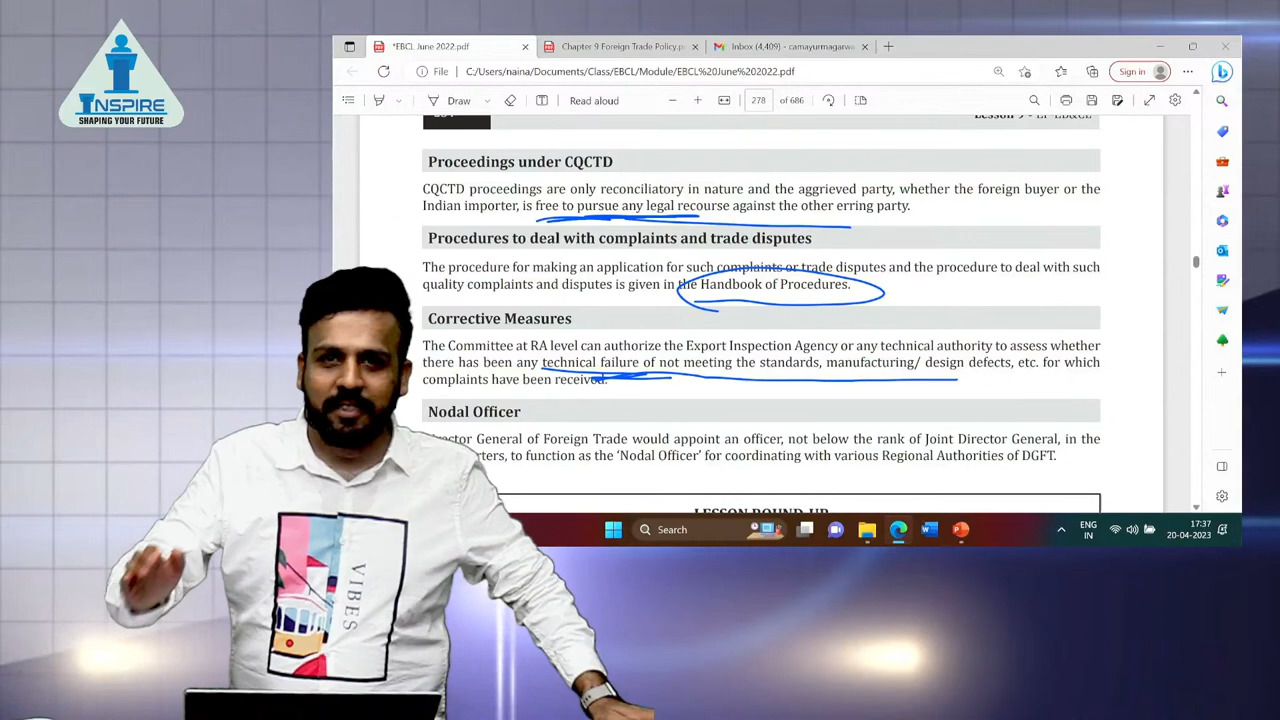 INSPIRE
SHAPING YOUR FUTURE
*EBCL June 2022.pdf
Chapter 9 Foreign Trade Policy.pdf
Inbox (4,409) - camayurmagarwa
File
C:/Users/naina/Documents/Class/EBCL/Module/EBCL%20June%202022.pdf
Sign in
Draw
Read aloud
278 of 686
Proceedings under CQCTD
CQCTD proceedings are only reconciliatory in nature and the aggrieved party, whether the foreign buyer or the
Indian importer, is free to pursue any legal recourse against the other erring party.
Procedures to deal with complaints and trade disputes
The procedure for making an application for such complaints or trade disputes and the procedure to deal with such
quality complaints and disputes is given in the Handbook of Procedures.
Corrective Measures
The Committee at RA level can authorize the Export Inspection Agency or any technical authority to assess whether
there has been any technical failure of not meeting the standards, manufacturing/ design defects, etc. for which
complaints have been received.
Nodal Officer
General of Foreign Trade would appoint an officer, not below the rank of Joint Director General, in the
to function as the 'Nodal Officer' for coordinating with various Regional Authorities of DGFT.
LESSON ROUND-UP
Search
ENG
IN
17:37
20-04-2023
VIBES